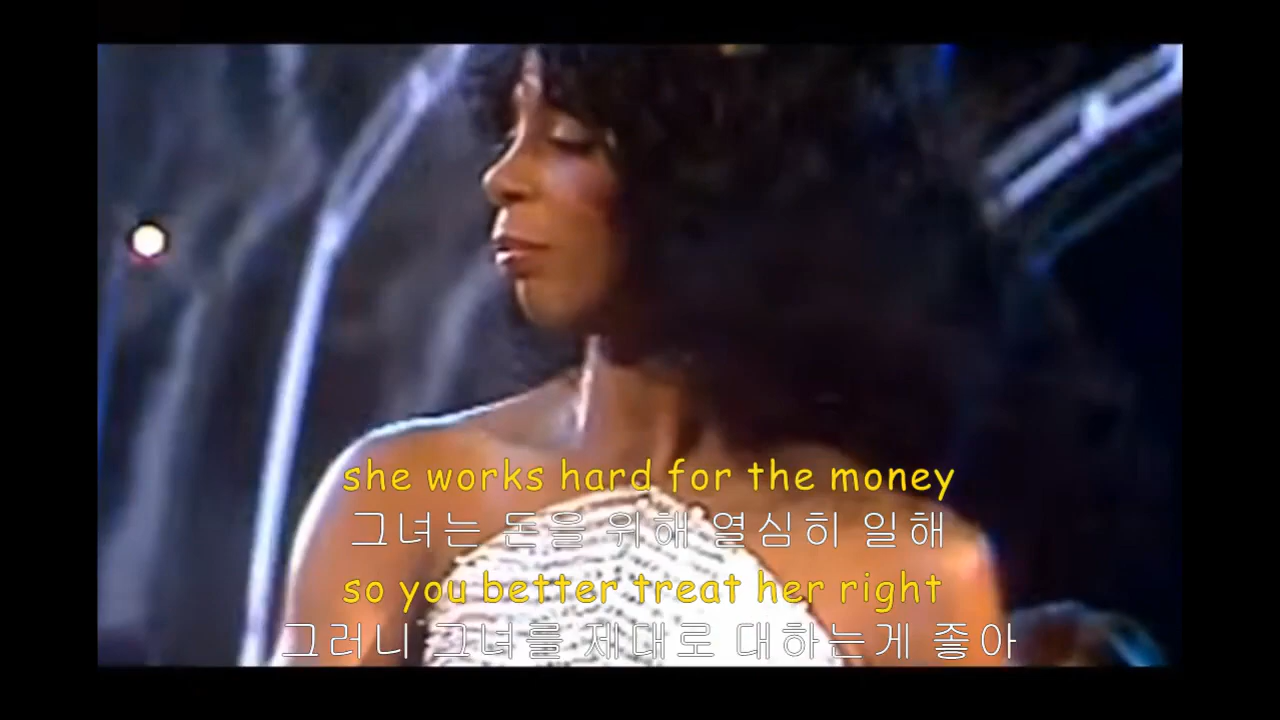 she works hard for the money
그녀는 돈을 위해 열심히 일해
so you better treat her right
그러니 그녀를 제대로 대하는게 좋아